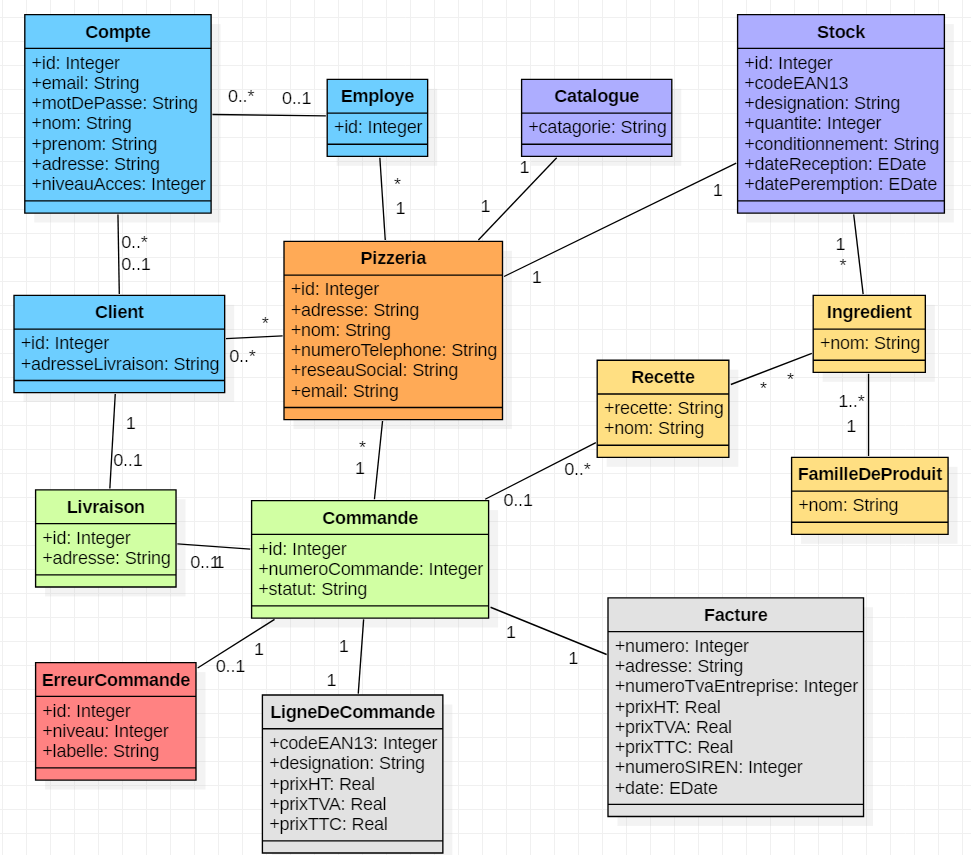 Compte
+id: Integer
+email: String
+motDePasse: String
+nom: String
+prenom: String
+adresse: String
+niveauAcces: Integer
0..*
0..1
Employe
+id: Integer
Catalogue
+catagorie: String
Stock
+id: Integer
+codeEAN13
+designation: String
+quantite: Integer
+conditionnement: String
+dateReception: EDate
+datePeremption: EDate
*
1
1
1
1
1
0..*
0..1
1
*
Pizzeria
+id: Integer
+adresse: String
+nom: String
+numeroTelephone: String
+reseauSocial: String
+email: String
Client
+id: Integer
+adresseLivraison: String
*
0..*
Ingredient
+nom: String
Recette
+recette: String
+nom: String
*
*
1..*
1
FamilleDeProduit
+nom: String
1
0..1
*
1
0..*
0..1
Livraison
+id: Integer
+adresse: String
0..1
1
Commande
+id: Integer
+numeroCommande: Integer
+statut: String
1
0..1
1
1
1
1
ErreurCommande
+id: Integer
+niveau: Integer
+labelle: String
LigneDeCommande
+codeEAN13: Integer
+designation: String
+prixHT: Real
+prixTVA: Real
+prixTTC: Real
Facture
+numero: Integer
+adresse: String
+numeroTvaEntreprise: Integer
+prixHT: Real
+prixTVA: Real
+prixTTC: Real
+numeroSIREN: Integer
+date: EDate